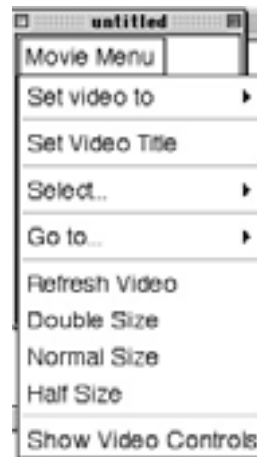 untitled
Movie Menu
Set video to
Set Video Title
Select...
Go to...
Refresh Video
Double Size
Normal Size
Half Size
Show Video Controls